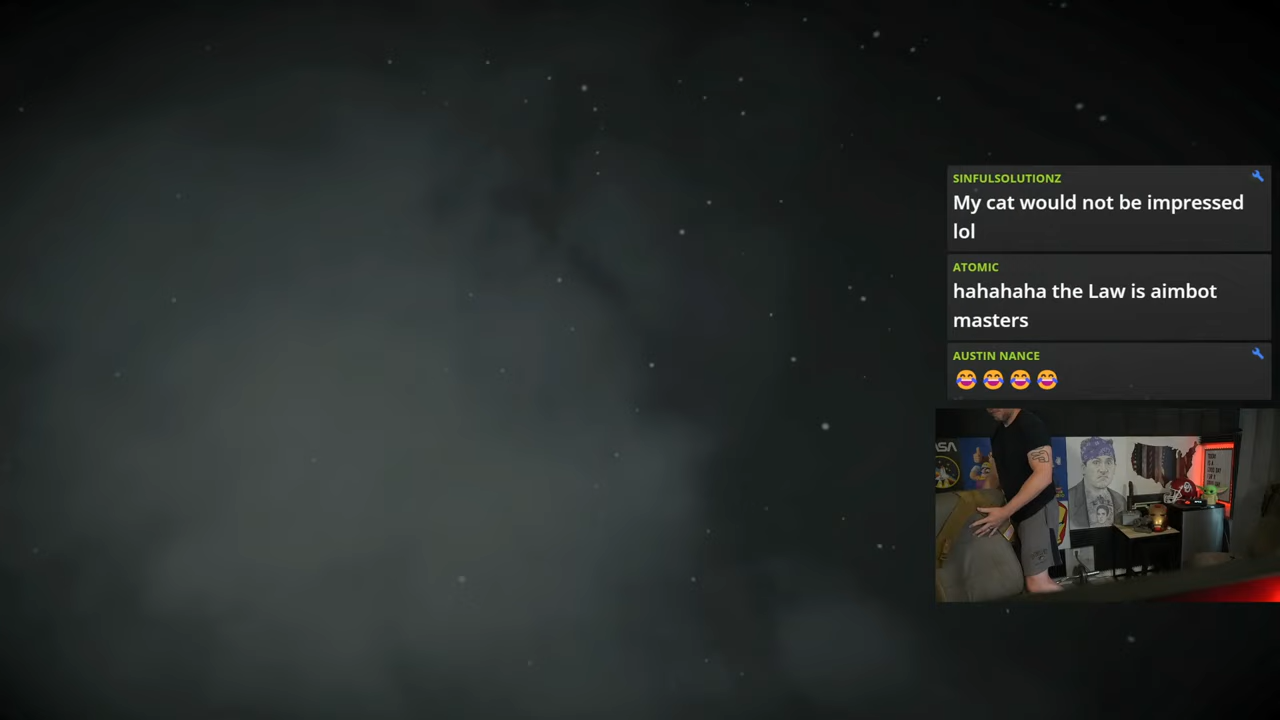 SINFULSOLUTIONZ
My cat would not be impressed
lol
ATOMIC
hahahaha the Law is aimbot
masters
AUSTIN NANCE
😂 😂 😂 😂